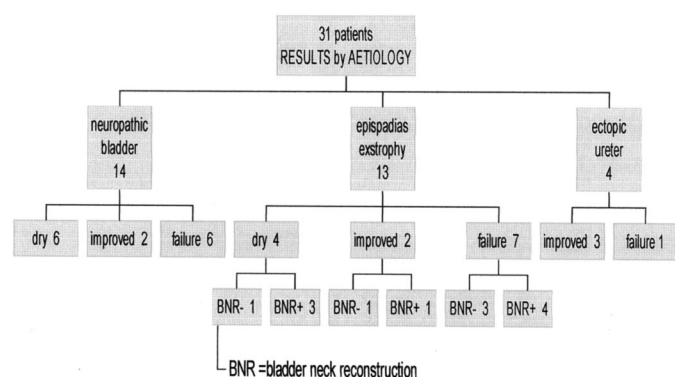 31 patients
RESULTS by AETIOLOGY
neuropathic
bladder
14
epispadias
exstrophy
13
ectopic
ureter
4
dry 6
improved 2
failure 6
dry 4
improved 2
failure 7
improved 3
failure 1
BNR- 1
BNR+ 3
BNR- 1
BNR+ 1
BNR- 3
BNR+ 4
BNR =bladder neck reconstruction